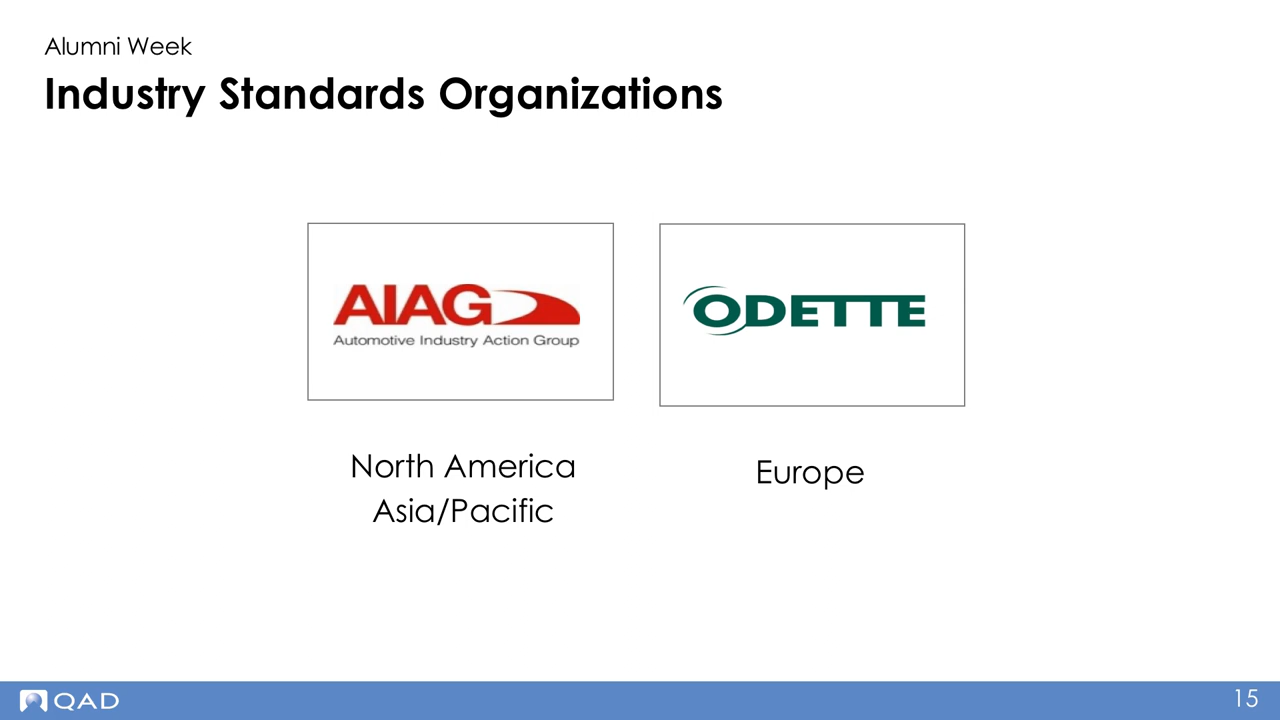 Alumni Week
Industry Standards Organizations
AIAG
Automotive Industry Action Group
ODETTE
North America
Asia/Pacific
Europe
QAD
15